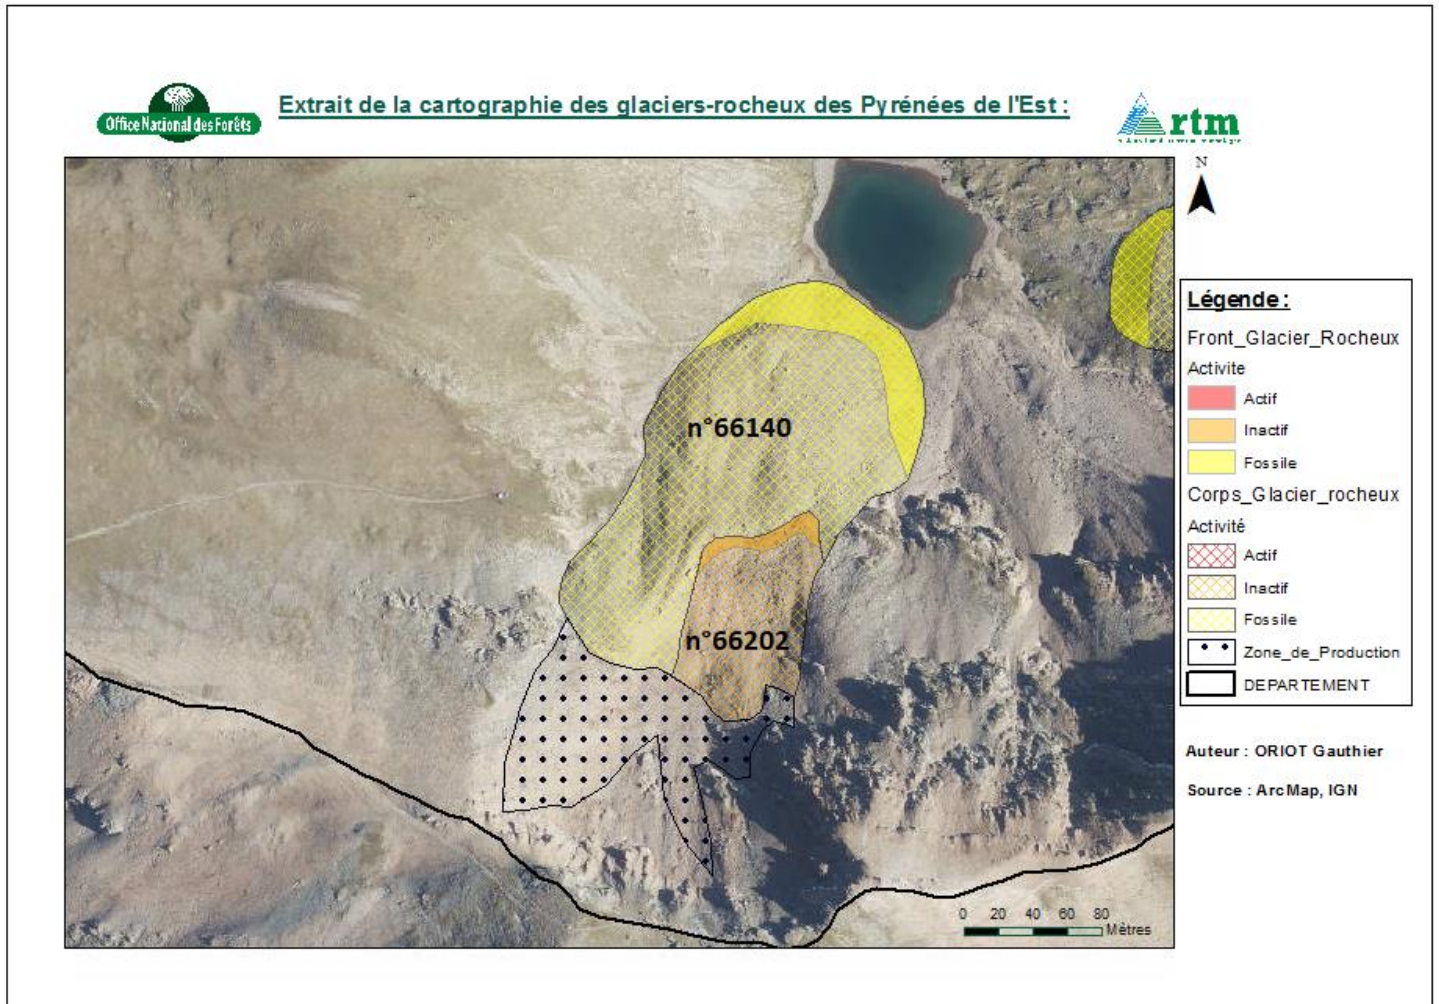 Office National des Forêts
Extrait de la cartographie des glaciers-rocheux des Pyrénées de l'Est :
rtm
N
n°66140
n°66202
0 20 40 60 80
Mètres
Légende :
Front_Glacier_Rocheux
Activite
Actif
Inactif
Fossile
Corps_Glacier_rocheux
Activité
Actif
Inactif
Fossile
Zone_de_Production
DEPARTEMENT
Auteur : ORIOT Gauthier
Source : ArcMap, IGN